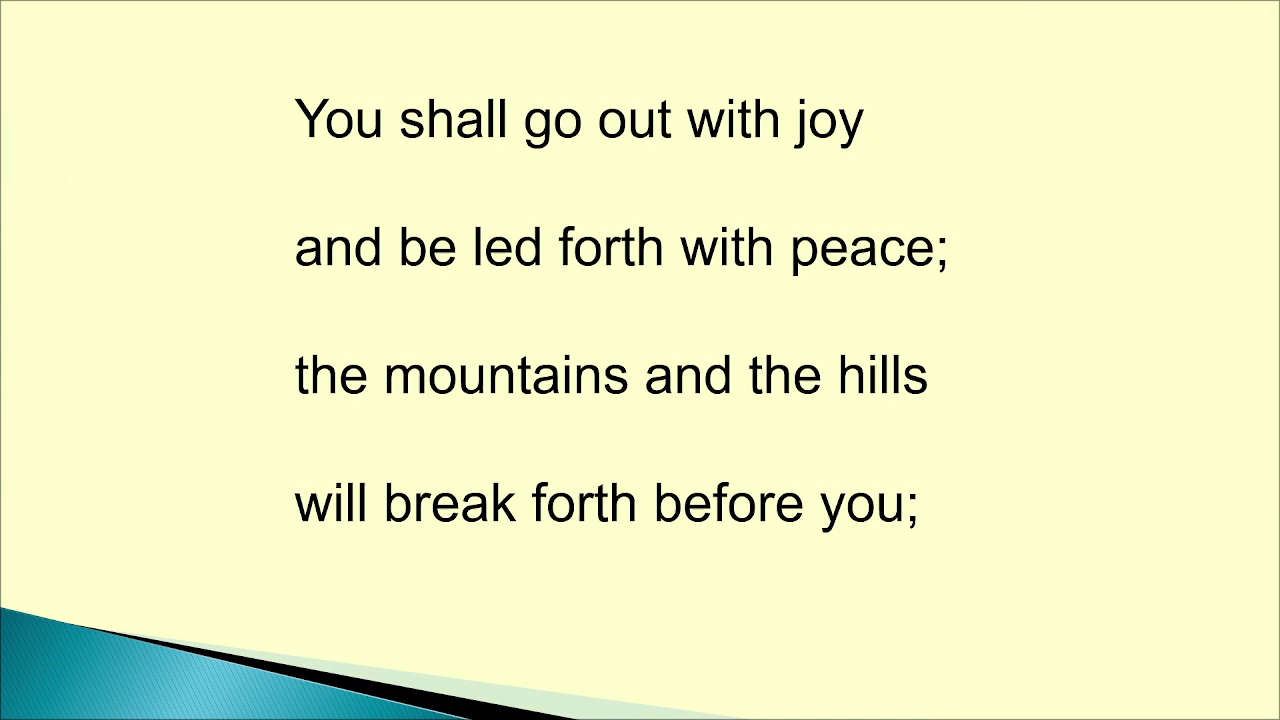 You shall go out with joy
and be led forth with peace;
the mountains and the hills
will break forth before you;